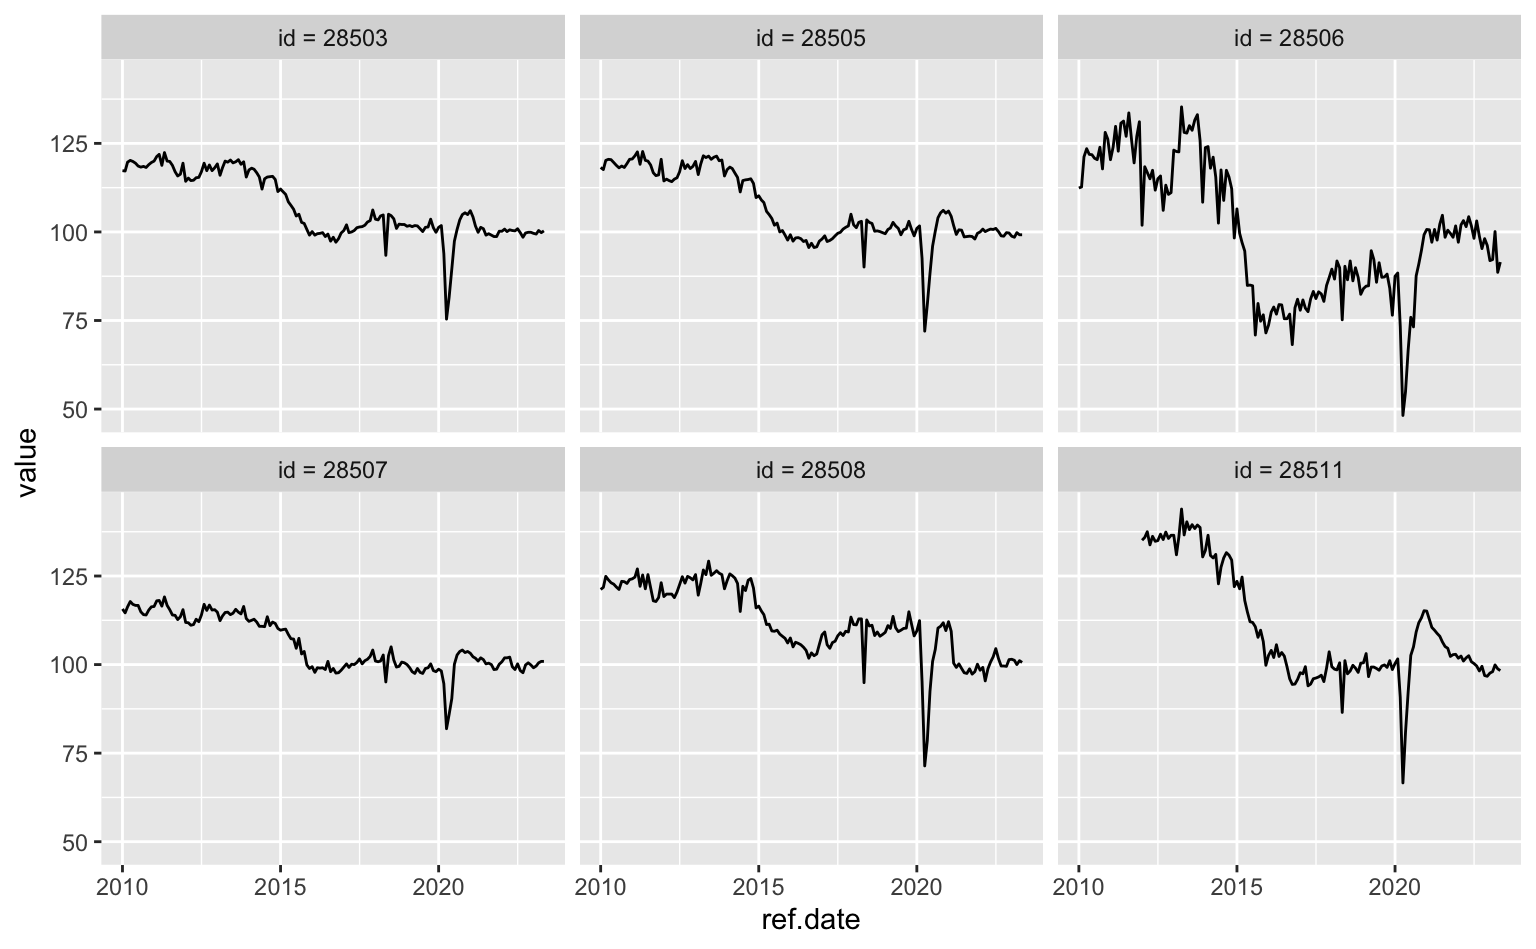 id = 28503
id = 28505
id = 28506
125
100
75
50
id = 28507
id = 28508
id = 28511
125
100
75
50
2010 2015 2020
2010 2015 2020
2010 2015 2020
ref.date
value